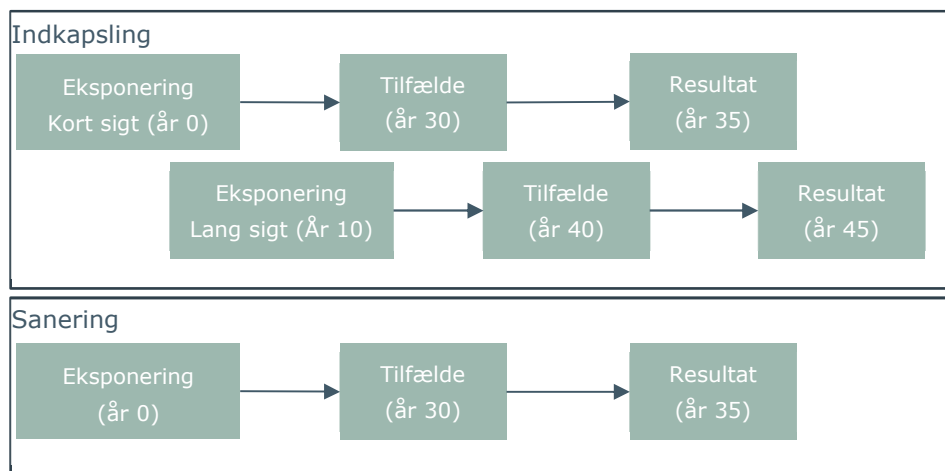 Indkapsling
Eksponering
Kort sigt (år 0)
Tilfælde
(år 30)
Resultat
(år 35)
Eksponering
Lang sigt (År 10)
Tilfælde
(år 40)
Resultat
(år 45)
Sanering
Eksponering
(år 0)
Tilfælde
(år 30)
Resultat
(år 35)